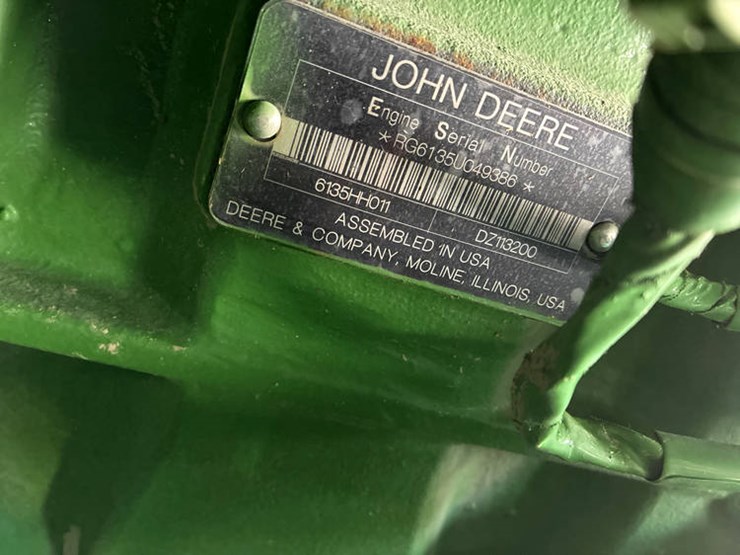 JOHN DEERE
Engine Serial Number
*RG6135U049386*
6135HH011 DZ113200
ASSEMBLED IN USA
DEERE & COMPANY, MOLINE, ILLINOIS, USA